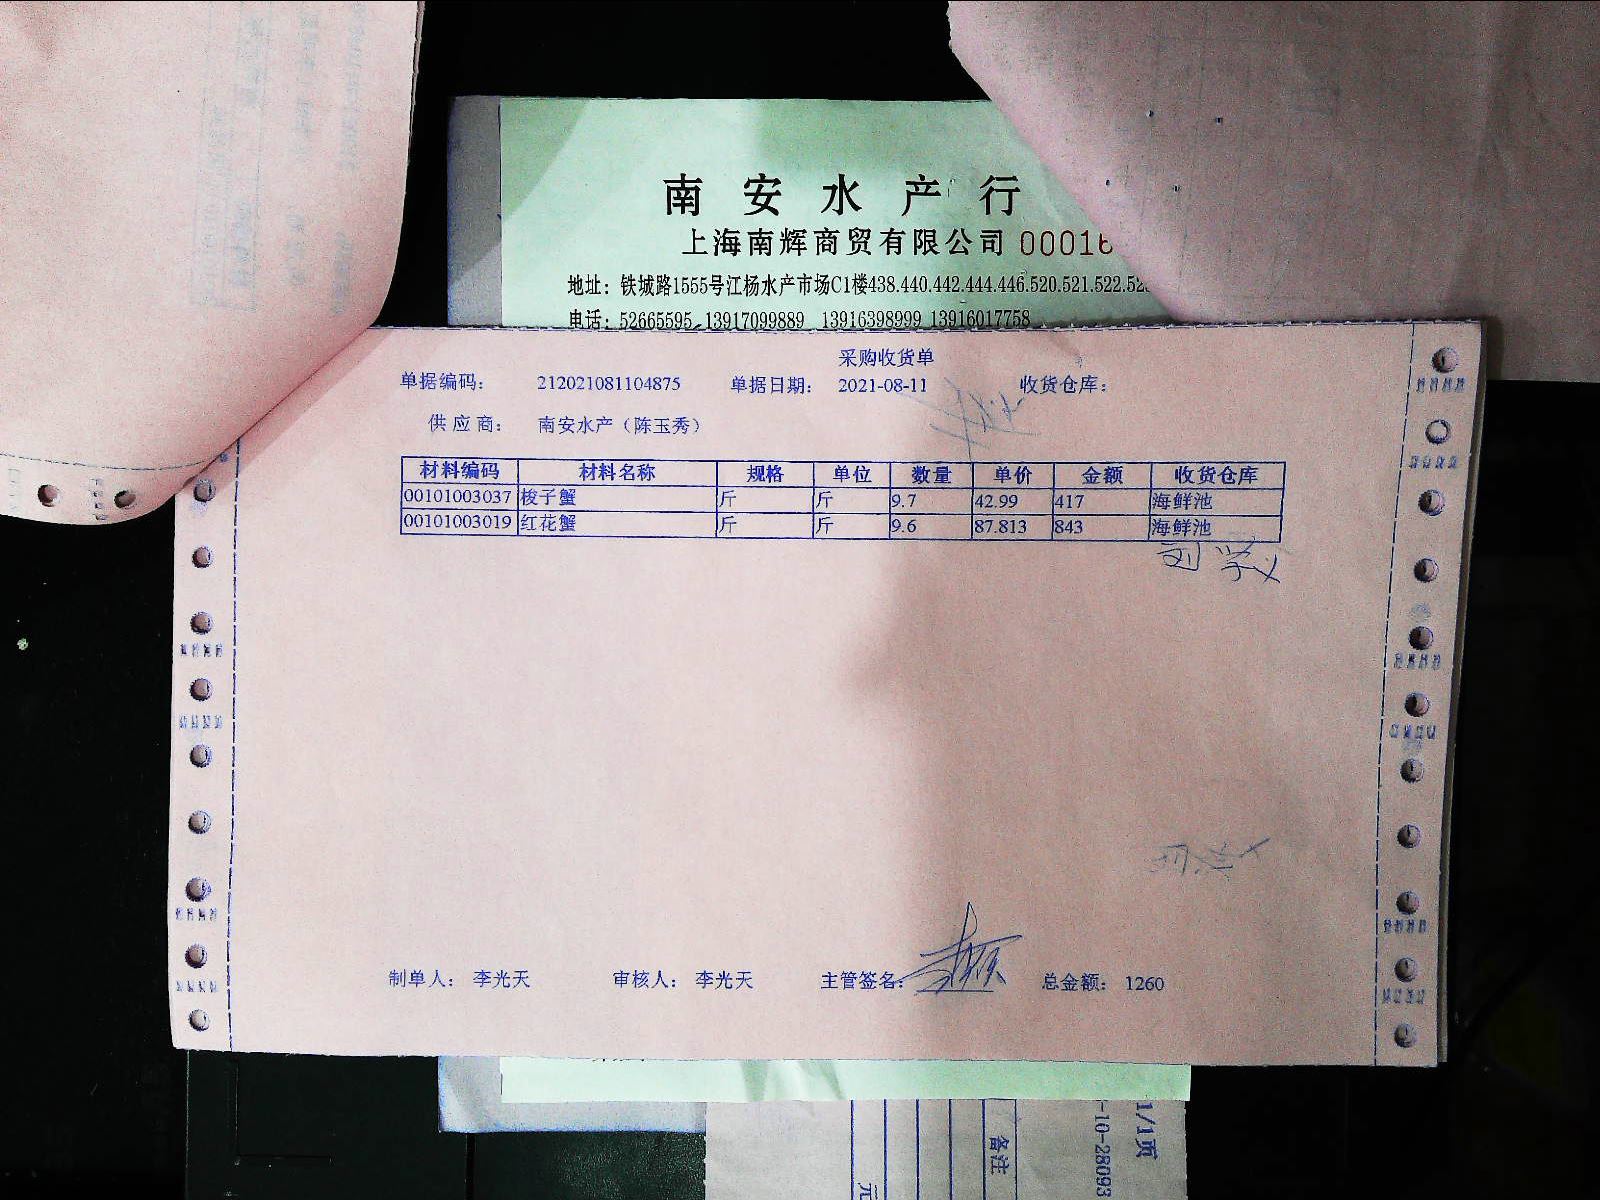 南安水产行
上海南辉商贸有限公司 00016
地址：铁城路1555号江杨水产市场C1楼438.440.442.444.446.520.521.522.52
电话：52665595 13917099889 13916398999 13916017758
采购收货单
单据编码： 212021081104875 单据日期： 2021-08-11 收货仓库：
供应商： 南安水产（陈玉秀）
材料编码 材料名称 规格 单位 数量 单价 金额 收货仓库
00101003037 梭子蟹 斤 斤 9.7 42.99 417 海鲜池
00101003019 红花蟹 斤 斤 9.6 87.813 843 海鲜池
制单人： 李光天 审核人： 李光天 主管签名： 总金额： 1260
1/1页
-10-28093
备注
元